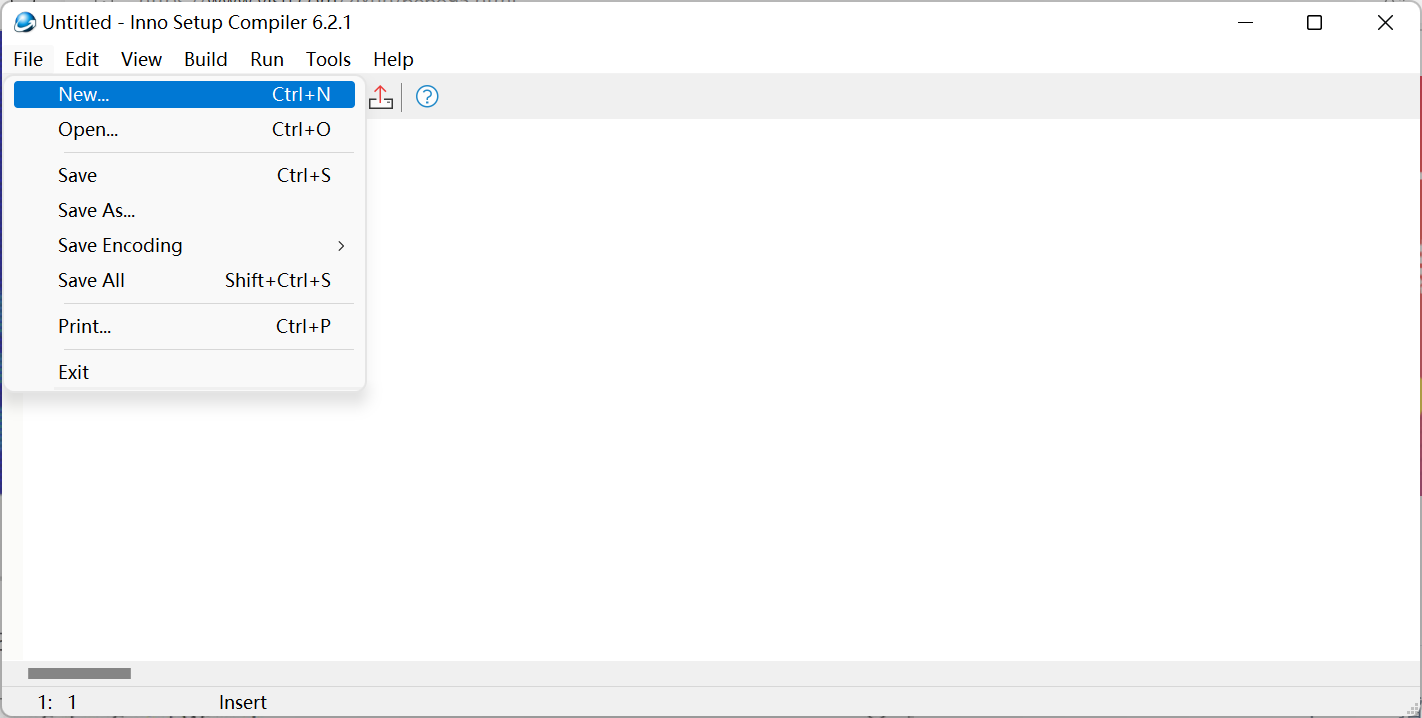 Untitled - Inno Setup Compiler 6.2.1
File Edit View Build Run Tools Help
New... Ctrl+N
Open... Ctrl+O
Save Ctrl+S
Save As...
Save Encoding
Save All Shift+Ctrl+S
Print... Ctrl+P
Exit
1: 1 Insert